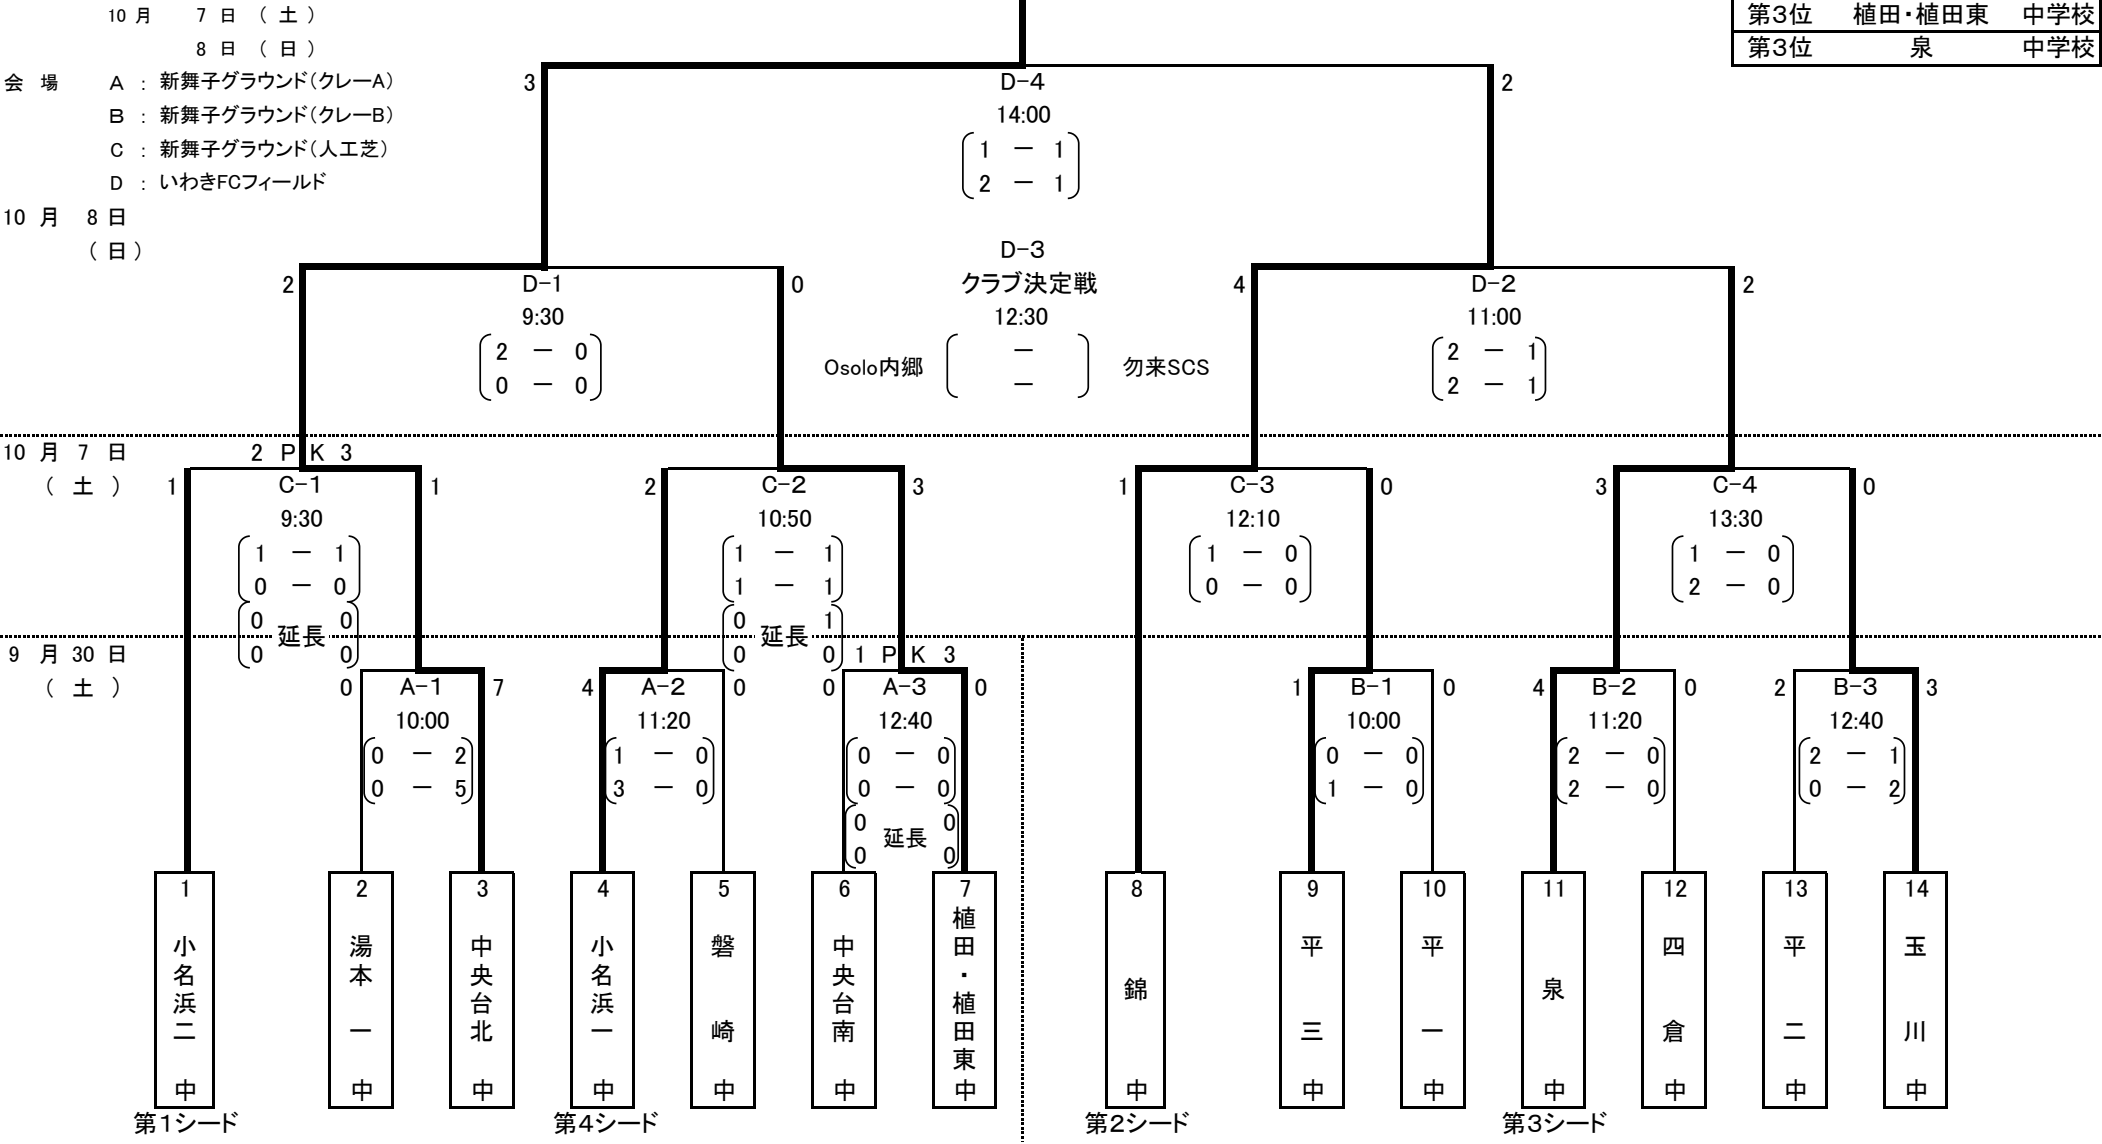 10 月 7 日 ( 土 )
第3位 植田・植田東 中学校
8 日 ( 日 )
第3位 泉 中学校
会 場 A : 新舞子グラウンド(クレーA)
3 D-4 2
B : 新舞子グラウンド(クレーB)
14:00
C : 新舞子グラウンド(人工芝)
1 － 1
D : いわきFCフィールド
2 － 1
10 月 8 日
( 日 )
D-3
2 D-1 0
クラブ決定戦
4 D-2 2
9:30
12:30
11:00
2 － 0
－
2 － 1
Osolo内郷
勿来SCS
0 － 0
－
2 － 1
10 月 7 日
2 P K 3
( 土 )
1 C-1 1
2 C-2 3
1 C-3 0
3 C-4 0
9:30
10:50
12:10
13:30
1 － 1
1 － 1
1 － 0
1 － 0
0 － 0
1 － 1
0 － 0
2 － 0
0 0
延長
0 0
0 1
延長
0 0
9 月 30 日
1 P K 3
( 土 )
0 A-1 7
4 A-2 0
0 A-3 0
1 B-1 0
4 B-2 0
2 B-3 3
10:00
11:20
12:40
10:00
11:20
12:40
0 － 2
1 － 0
0 － 0
0 － 0
2 － 0
2 － 1
0 － 5
3 － 0
0 － 0
1 － 0
2 － 0
0 － 2
0 0
延長
0 0
1
小名浜二中
2
湯本一中
3
中央台北中
4
小名浜一中
5
磐崎中
6
中央台南中
7
植田・植田東中
8
錦中
9
平三中
10
平一中
11
泉中
12
四倉中
13
平二中
14
玉川中
第1シード
第4シード
第2シード
第3シード